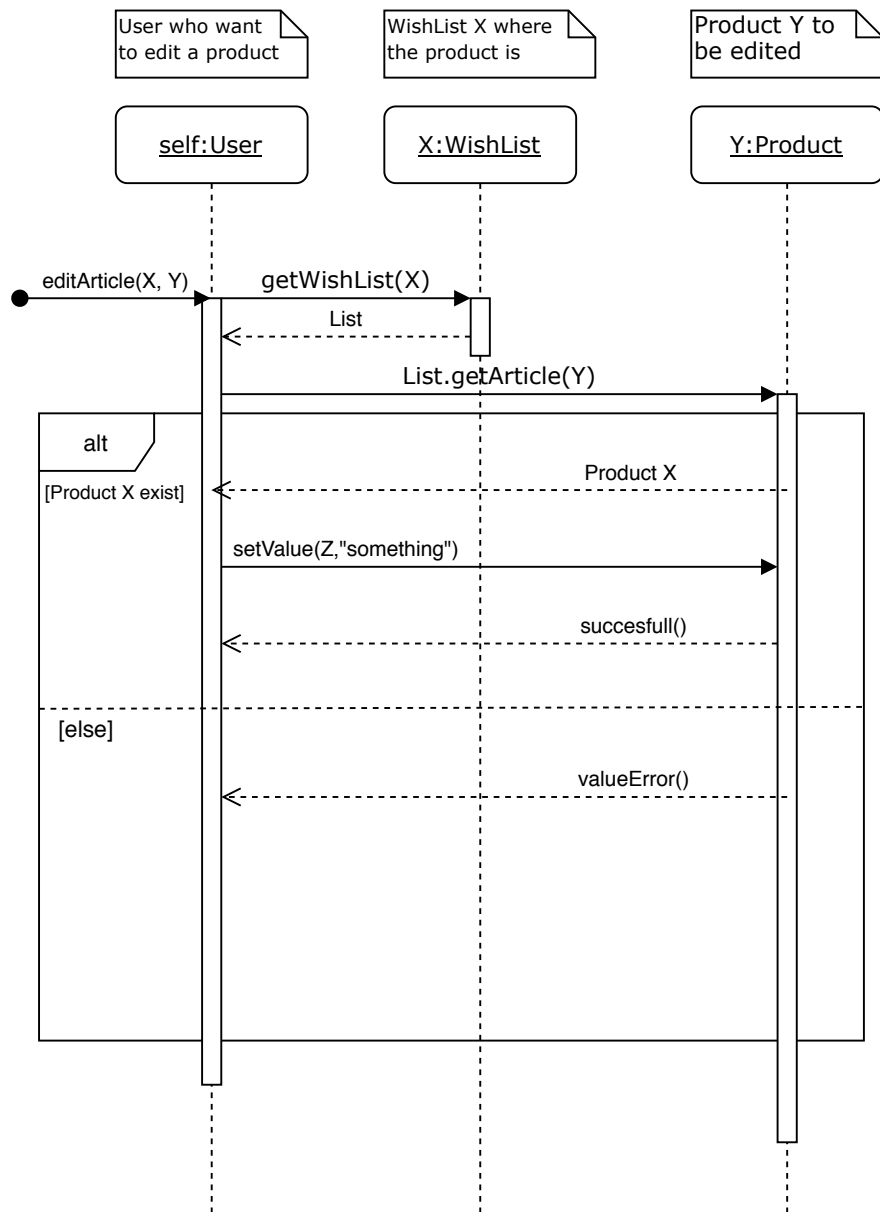 User who want
to edit a product
WishList X where
the product is
Product Y to
be edited
self:User
X:WishList
Y:Product
editArticle(X, Y)
getWishList(X)
List
List.getArticle(Y)
alt
Product X
[Product X exist]
setValue(Z,"something")
succesfull()
[else]
valueError()